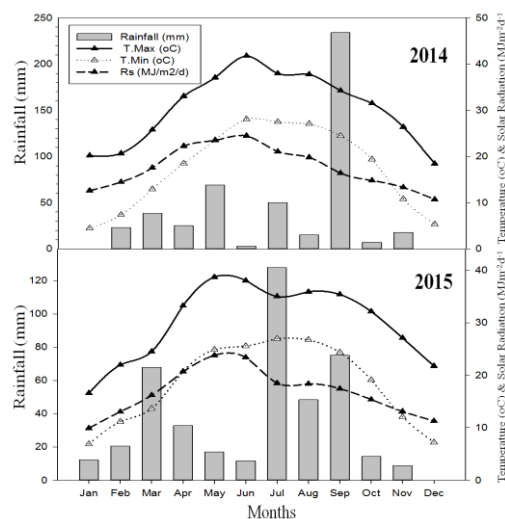 Rainfall (mm)
T.Max (oC)
T.Min (oC)
Rs (MJ/m2/d)
2014
Rainfall (mm)
250
200
150
100
50
0
50
40
30
20
10
0
Temperature (oC) & Solar Radiation (MJm-2d-1)
2015
Rainfall (mm)
120
100
80
60
40
20
0
40
30
20
10
0
Temperature (oC) & Solar Radiation (MJm-2d-1)
Jan Feb Mar Apr May Jun Jul Aug Sep Oct Nov Dec
Months